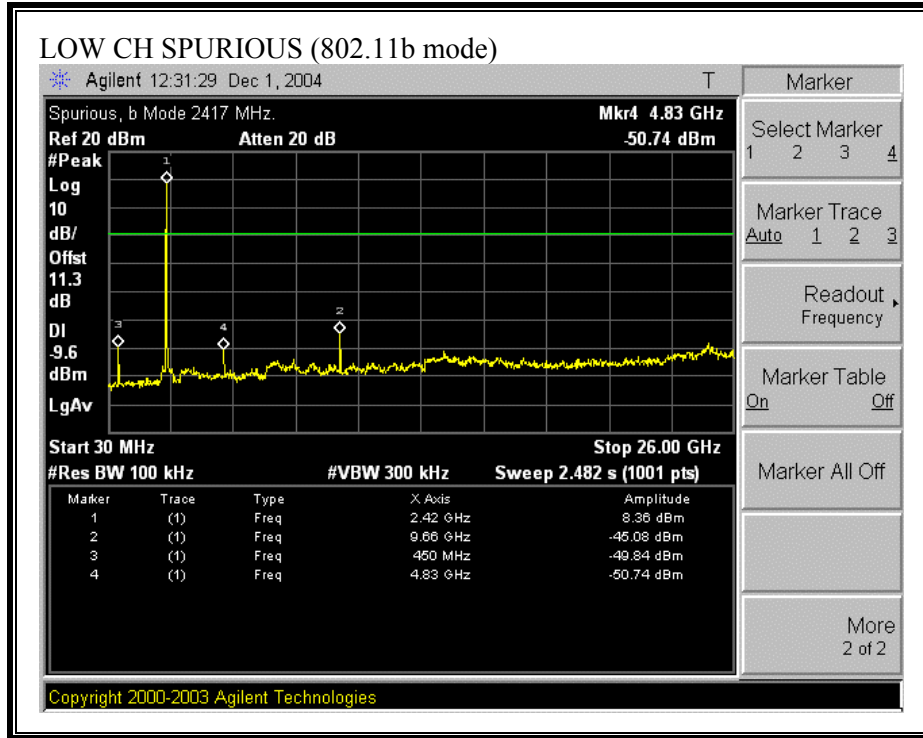 LOW CH SPURIOUS (802.11b mode)
Agilent 12:31:29 Dec 1, 2004 T
Spurious, b Mode 2417 MHz. Mkr4 4.83 GHz
Ref 20 dBm Atten 20 dB -50.74 dBm
#Peak
Log
10
dB/
Offst
11.3
dB
DI
-9.6
dBm
LgAv
1
2
3
4
Start 30 MHz Stop 26.00 GHz
#Res BW 100 kHz #VBW 300 kHz Sweep 2.482 s (1001 pts)
Marker Trace Type X Axis Amplitude
1 (1) Freq 2.42 GHz 8.36 dBm
2 (1) Freq 9.66 GHz -45.08 dBm
3 (1) Freq 450 MHz -49.84 dBm
4 (1) Freq 4.83 GHz -50.74 dBm
Copyright 2000-2003 Agilent Technologies
Marker
Select Marker
1 2 3 4
Marker Trace
Auto 1 2 3
Readout
Frequency
Marker Table
On Off
Marker All Off
More
2 of 2